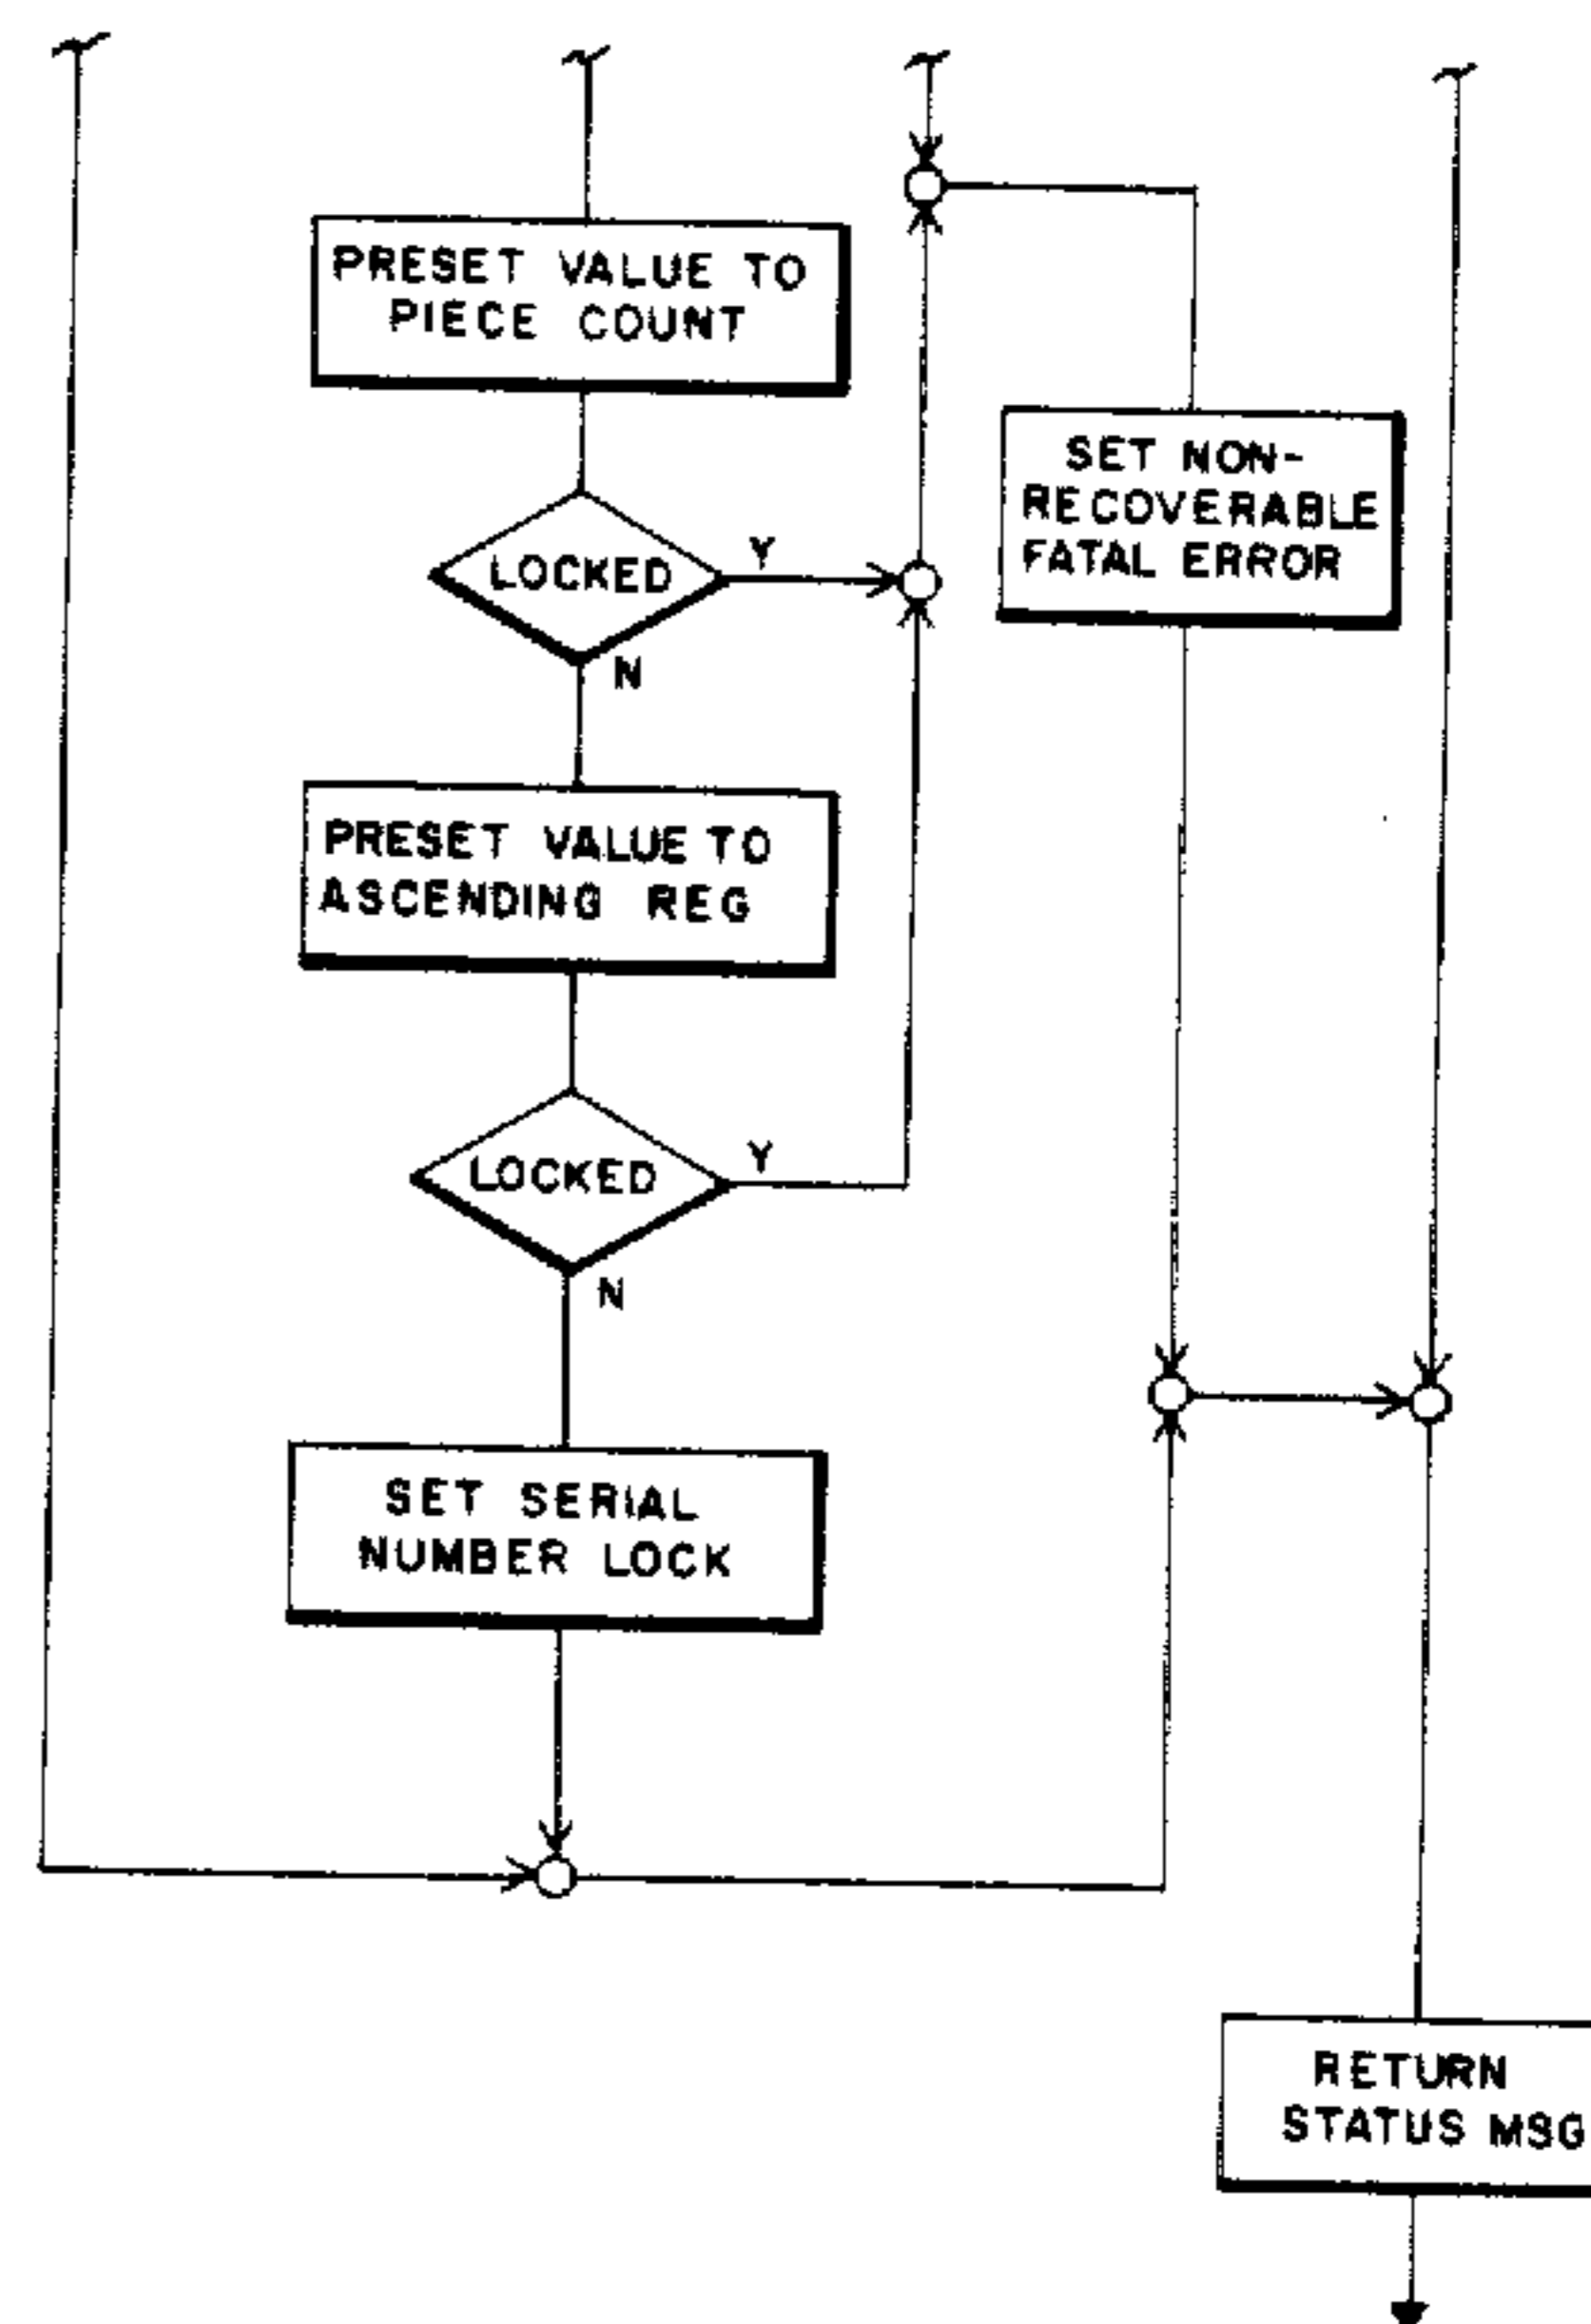 PRESET VALUE TO
PIECE COUNT
SET NON-
RECOVERABLE
FATAL ERROR
LOCKED
Y
N
PRESET VALUE TO
ASCENDING REG
LOCKED
Y
N
SET SERIAL
NUMBER LOCK
RETURN
STATUS MSG